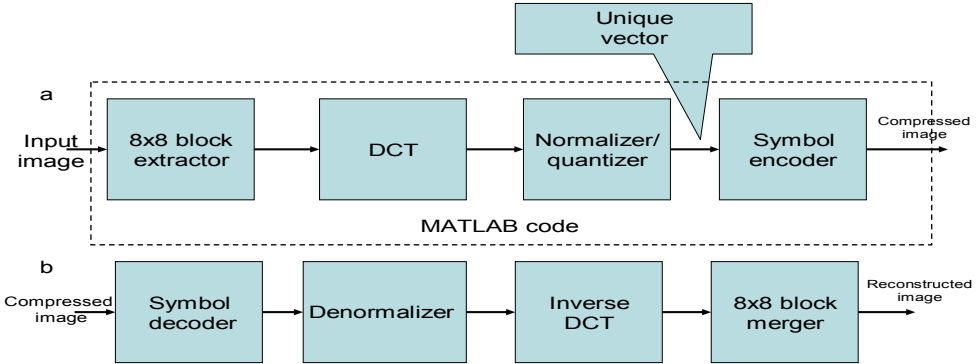 Unique
vector
a
Input
image
8x8 block
extractor
DCT
Normalizer/
quantizer
Symbol
encoder
Compressed
image
MATLAB code
b
Compressed
image
Symbol
decoder
Denormalizer
Inverse
DCT
8x8 block
merger
Reconstructed
image